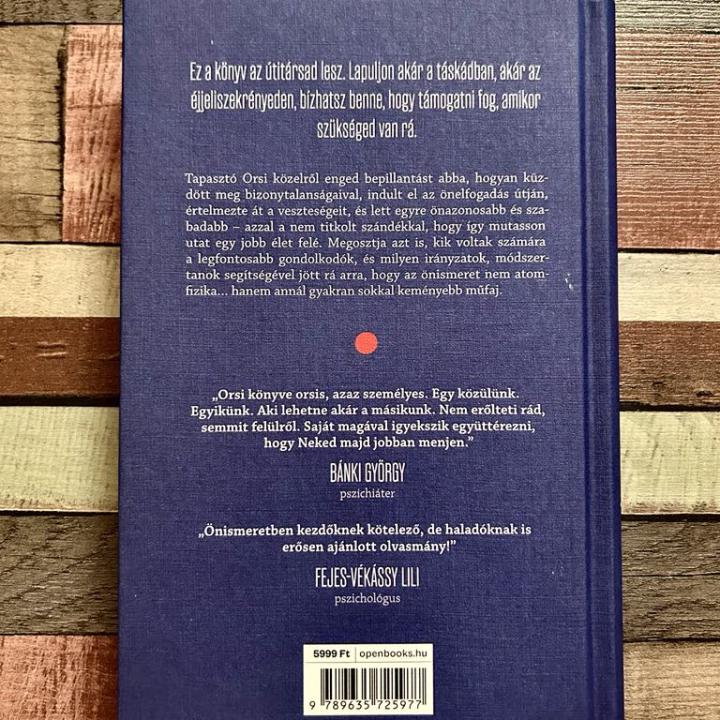 Ez a könyv az útitársad lesz. Lapuljon akár a táskádban, akár az
éjjeliszekrényeden, bízhatsz benne, hogy támogatni fog, amikor
szükséged van rá.
Tapasztó Orsi közelről enged bepillantást abba, hogyan küz-
dött meg bizonytalanságaival, indult el az önelfogadás útján,
értelmezte át a veszteségeit, és lett egyre önazonosabb és sza-
badabb – azzal a nem titkolt szándékkal, hogy így mutasson
utat egy jobb élet felé. Megosztja azt is, kik voltak számára
a legfontosabb gondolkodók, és milyen irányzatok, módszer-
tanok segítségével jött rá arra, hogy az önismeret nem atom-
fizika... hanem annál gyakran sokkal keményebb műfaj.
„Orsi könyve orsis, azaz személyes. Egy közülünk.
Egyikünk. Aki lehetne akár a másikunk. Nem erőlteti rád,
semmit felülről. Saját magával igyekszik együttérezni,
hogy Neked majd jobban menjen.”
BÁNKI GYÖRGY
pszichiáter
„Önismeretben kezdőknek kötelező, de haladóknak is
erősen ajánlott olvasmány!”
FEJES-VÉKÁSSY LILI
pszichológus
5999 Ft | openbooks.hu
9 789635 725977